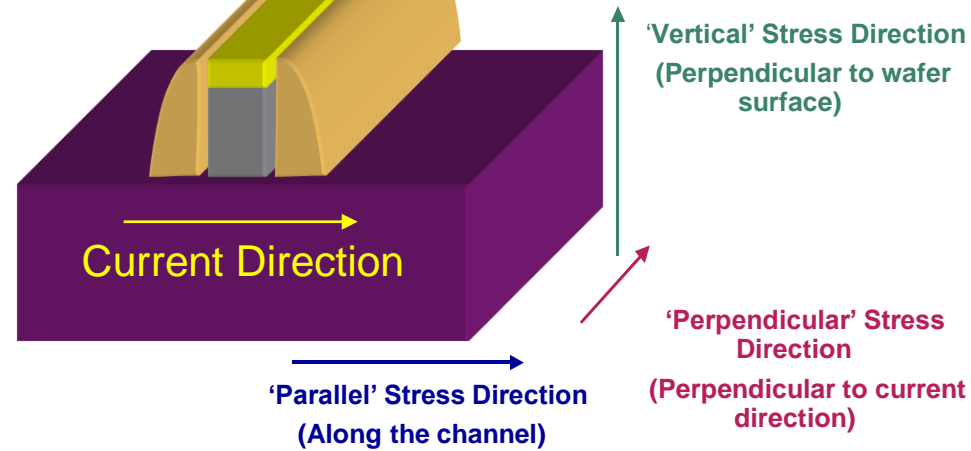 ‘Vertical’ Stress Direction
(Perpendicular to wafer
surface)
Current Direction
‘Perpendicular’ Stress
Direction
(Perpendicular to current
direction)
‘Parallel’ Stress Direction
(Along the channel)